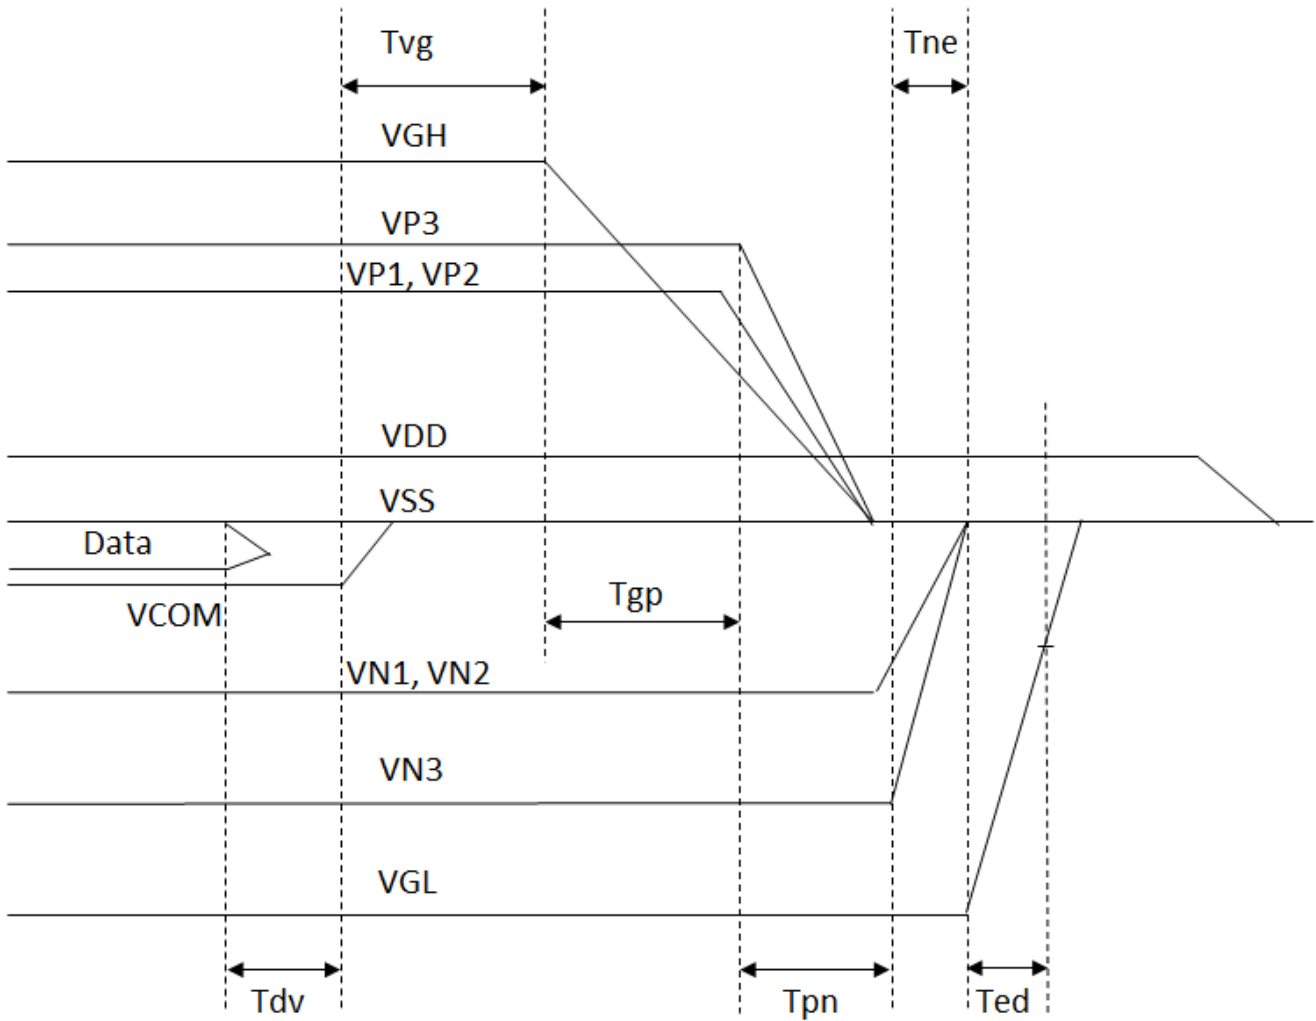 Tvg
Tne
VGH
VP3
VP1, VP2
VDD
VSS
Data
VCOM
Tgp
VN1, VN2
VN3
VGL
Tdv
Tpn
Ted